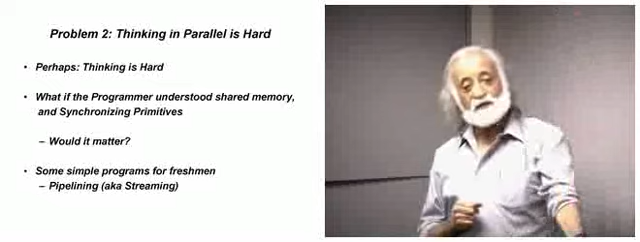 Problem 2: Thinking in Parallel is Hard
• Perhaps: Thinking is Hard
• What if the Programmer understood shared memory,
and Synchronizing Primitives
– Would it matter?
• Some simple programs for freshmen
– Pipelining (aka Streaming)